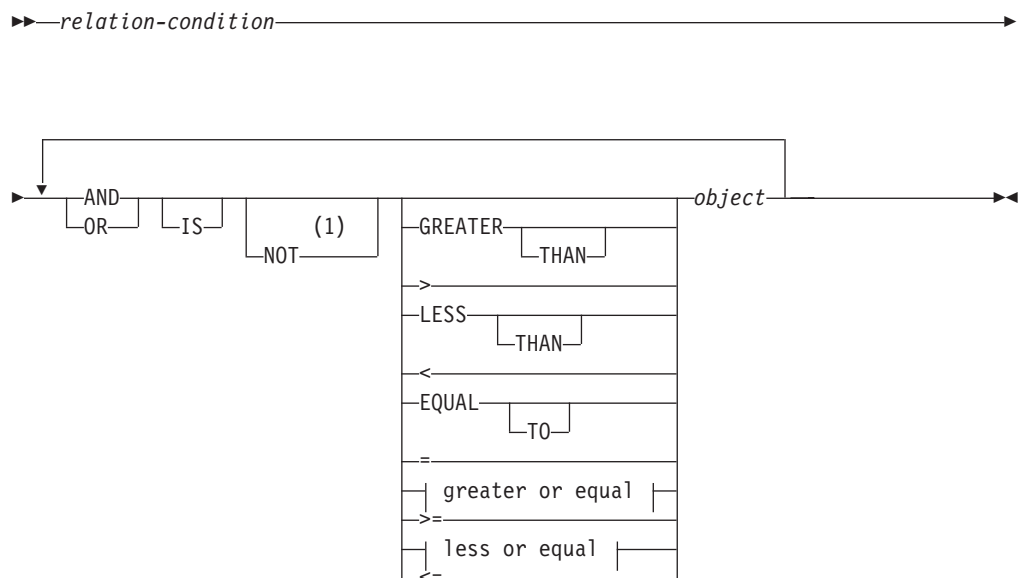 relation-condition
AND object
OR IS (1) GREATER
NOT THAN
>
LESS
THAN
<
EQUAL
TO
=
greater or equal
>=
less or equal
<=